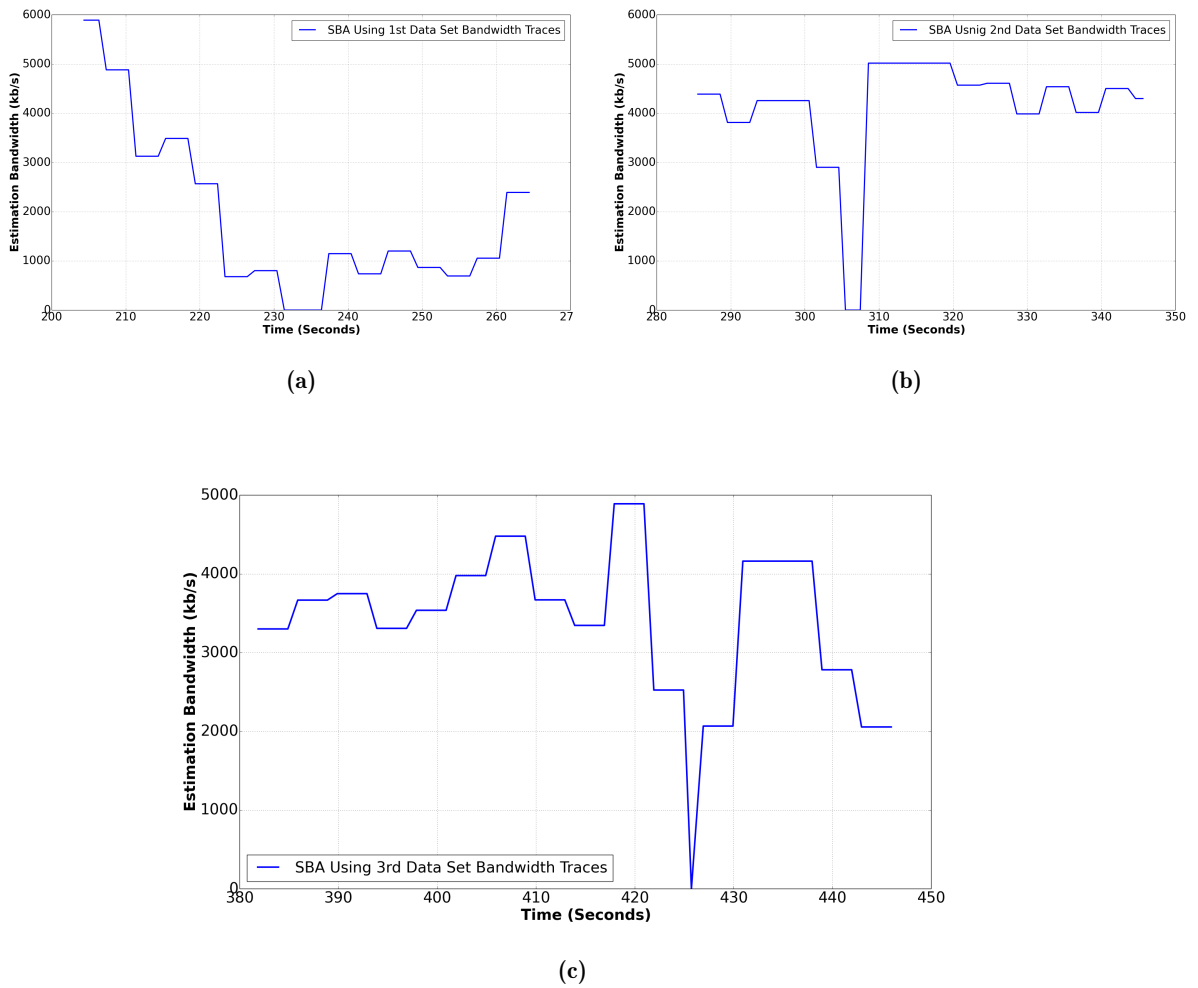 6000
5000
4000
3000
2000
1000
0
Estimation Bandwidth (kb/s)
SBA Using 1st Data Set Bandwidth Traces
200 210 220 230 240 250 260 27
Time (Seconds)
(a)
6000
5000
4000
3000
2000
1000
0
Estimation Bandwidth (kb/s)
SBA Usnig 2nd Data Set Bandwidth Traces
280 290 300 310 320 330 340 350
Time (Seconds)
(b)
5000
4000
3000
2000
1000
0
Estimation Bandwidth (kb/s)
SBA Using 3rd Data Set Bandwidth Traces
380 390 400 410 420 430 440 450
Time (Seconds)
(c)